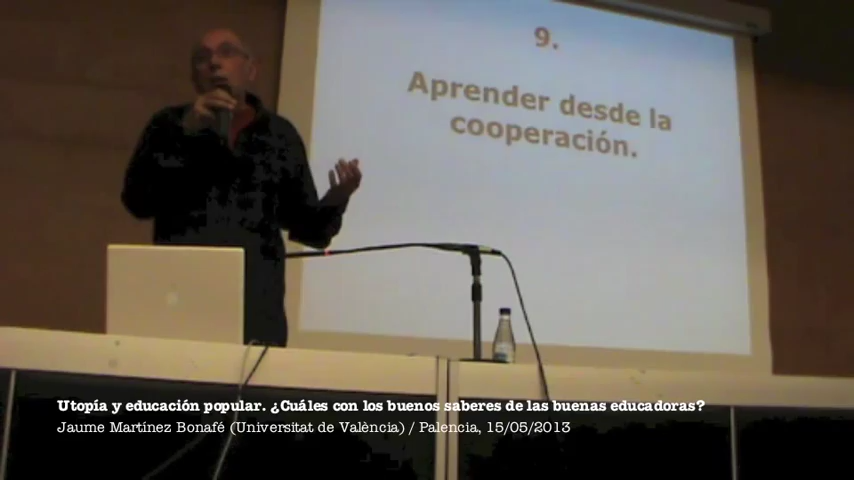 9.
Aprender desde la
cooperación.
Utopía y educación popular. ¿Cuáles con los buenos saberes de las buenas educadoras?
Jaume Martínez Bonafé (Universitat de València) / Palencia, 15/05/2013